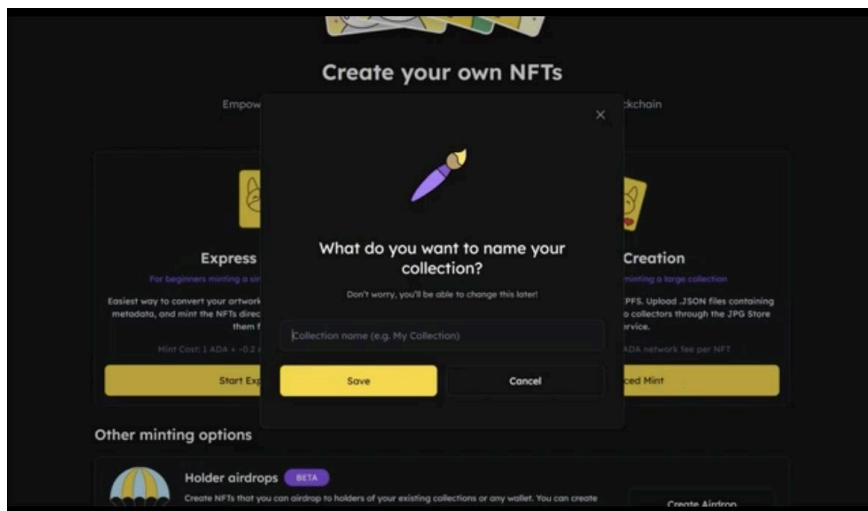 Create your own NFTs
Empow
ckchain
What do you want to name your
collection?
Don't worry, you'll be able to change this later!
Collection name (e.g. My Collection)
Save
Cancel
Express
For beginners minting a si
Easiest way to convert your artwork
metadata, and mint the NFTs direc
them f
Mint Cost: 1 ADA + ~0.2
Start Exp
Creation
minting a large collection
IPFS. Upload .JSON files containing
o collectors through the JPG Store
ervice.
ADA network fee per NFT
ced Mint
Other minting options
Holder airdrops BETA
Create NFTs that you can airdrop to holders of your existing collections or any wallet. You can create
Create Airdrop